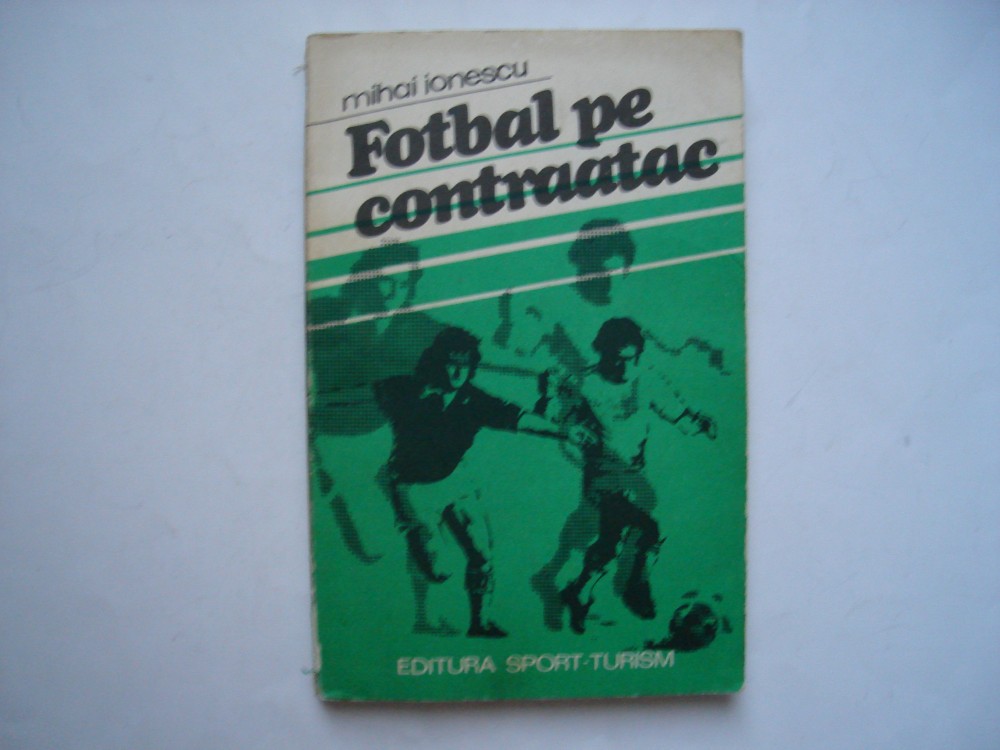 mihai ionescu
Fotbal pe
contraatac
EDITURA SPORT-TURISM